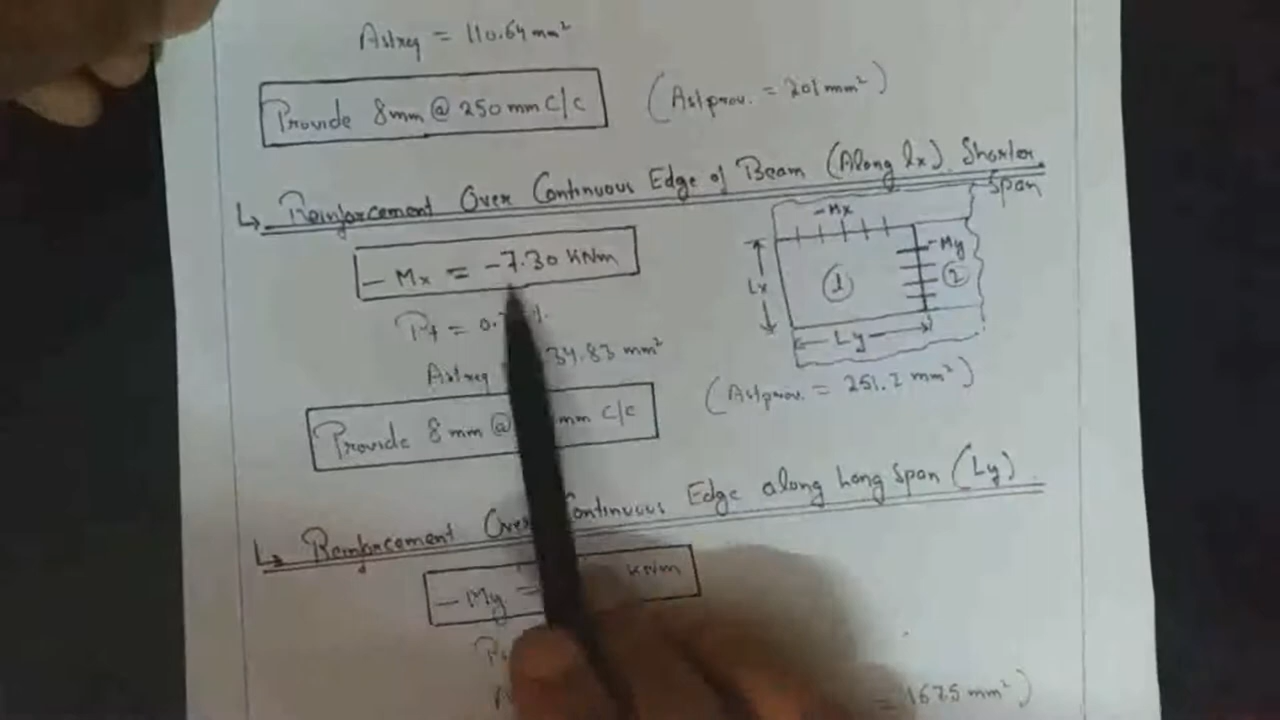 Astreq = 110.64 mm²
Provide 8mm @ 250 mm c/c (Astprov. = 201 mm²)
↳ Reinforcement Over Continuous Edge of Beam (Along lx) Shorter Span
- Mx = -7.30 KNm
-Mx
-My
Lx
1
2
Ly
Pt = 0. %
Astreq 34.83 mm²
(Astprov. = 251.2 mm²)
Provide 8 mm @ mm c/c
↳ Reinforcement Over Continuous Edge along Long Span (Ly)
- My = KNm
= 167.5 mm²)